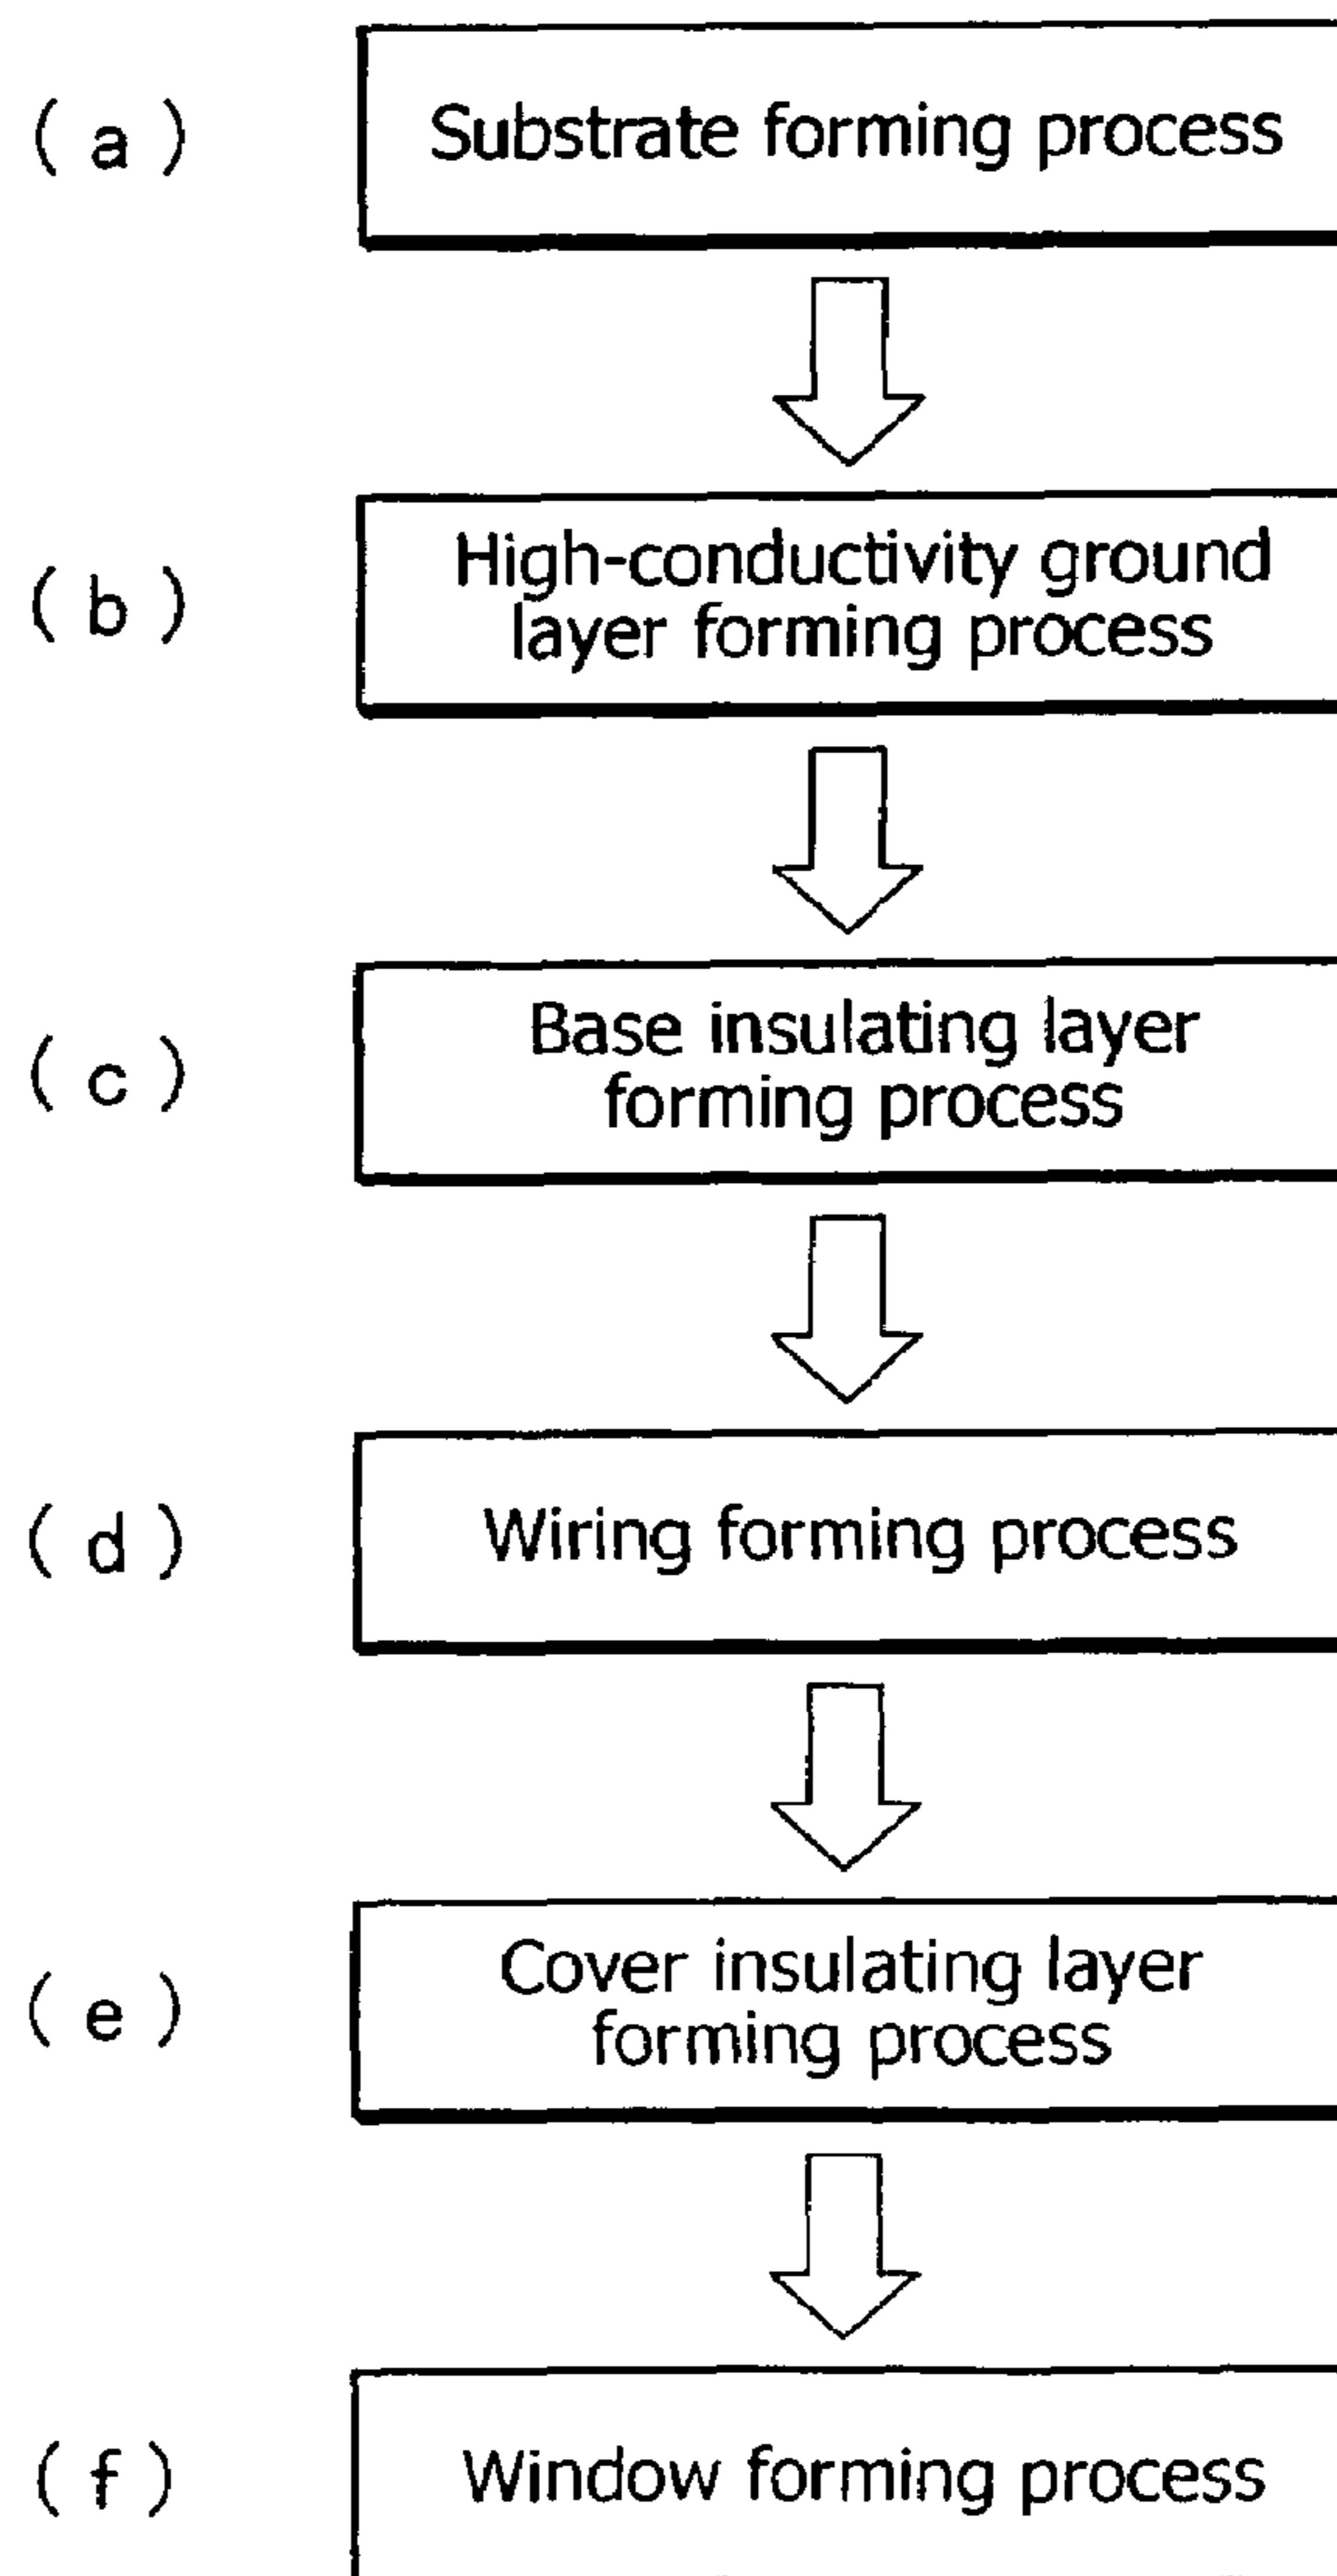 ( a ) Substrate forming process
( b ) High-conductivity ground
layer forming process
( c ) Base insulating layer
forming process
( d ) Wiring forming process
( e ) Cover insulating layer
forming process
( f ) Window forming process